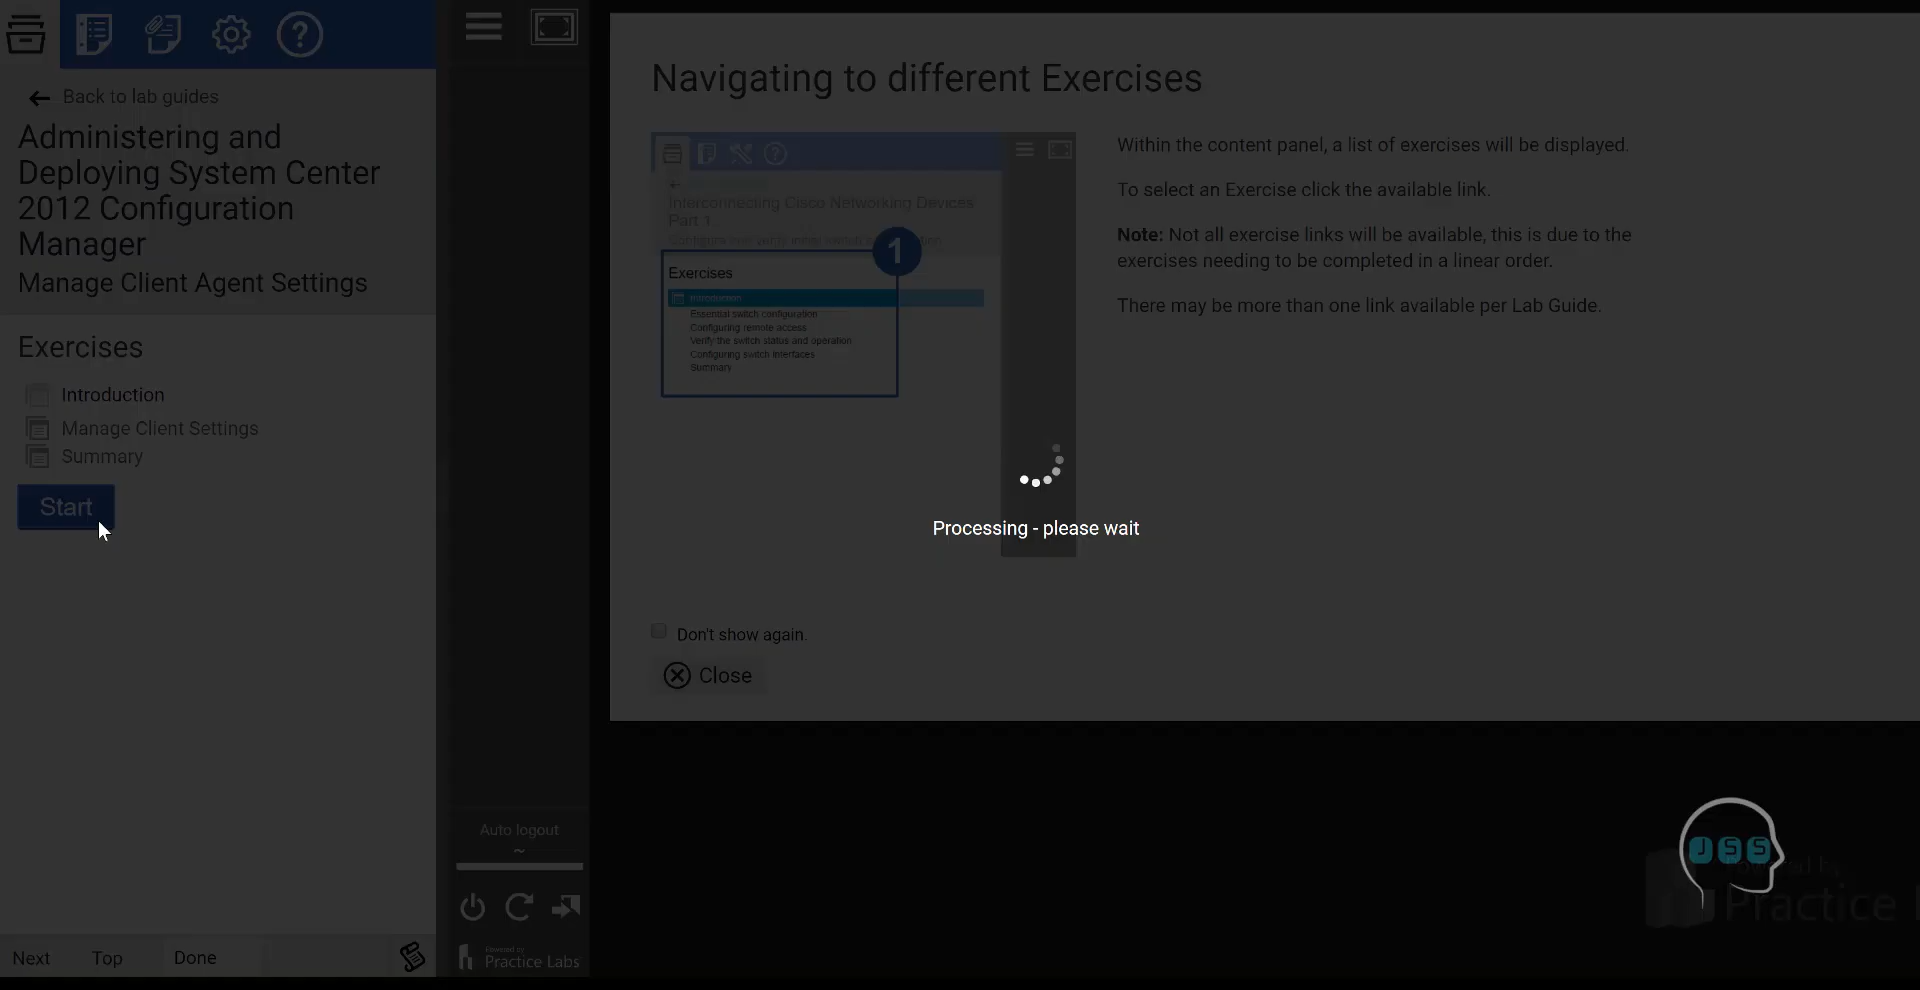 Back to lab guides
Administering and
Deploying System Center
2012 Configuration
Manager
Manage Client Agent Settings
Exercises
Introduction
Manage Client Settings
Summary
Start
Next Top Done
Auto logout
~
Powered by
Practice Labs
Navigating to different Exercises
Interconnecting Cisco Networking Devices
Part 1
1
Exercises
Introduction
Essential switch configuration
Configuring remote access
Verify the switch status and operation
Configuring switch interfaces
Summary
Within the content panel, a list of exercises will be displayed.
To select an Exercise click the available link.
Note: Not all exercise links will be available, this is due to the
exercises needing to be completed in a linear order.
There may be more than one link available per Lab Guide.
Processing - please wait
Don't show again.
Close
JSS
Practice